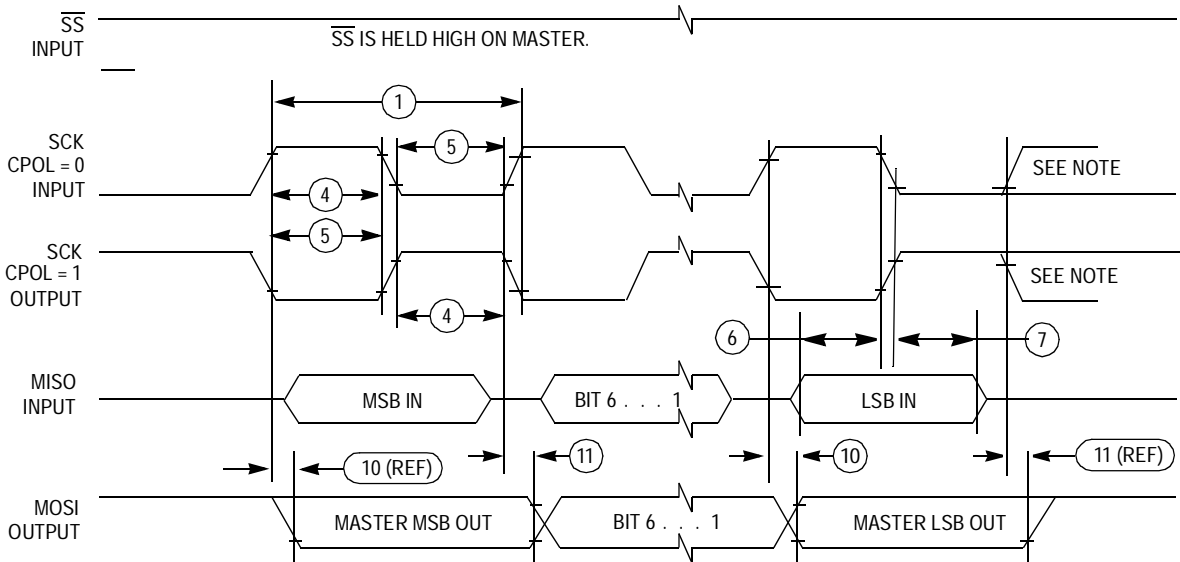 SS
INPUT
SS IS HELD HIGH ON MASTER.
1
SCK
CPOL = 0
INPUT
5
SEE NOTE
4
5
SCK
CPOL = 1
OUTPUT
SEE NOTE
4
6
7
MISO
INPUT
MSB IN
BIT 6 . . . 1
LSB IN
10 (REF)
11
10
11 (REF)
MOSI
OUTPUT
MASTER MSB OUT
BIT 6 . . . 1
MASTER LSB OUT